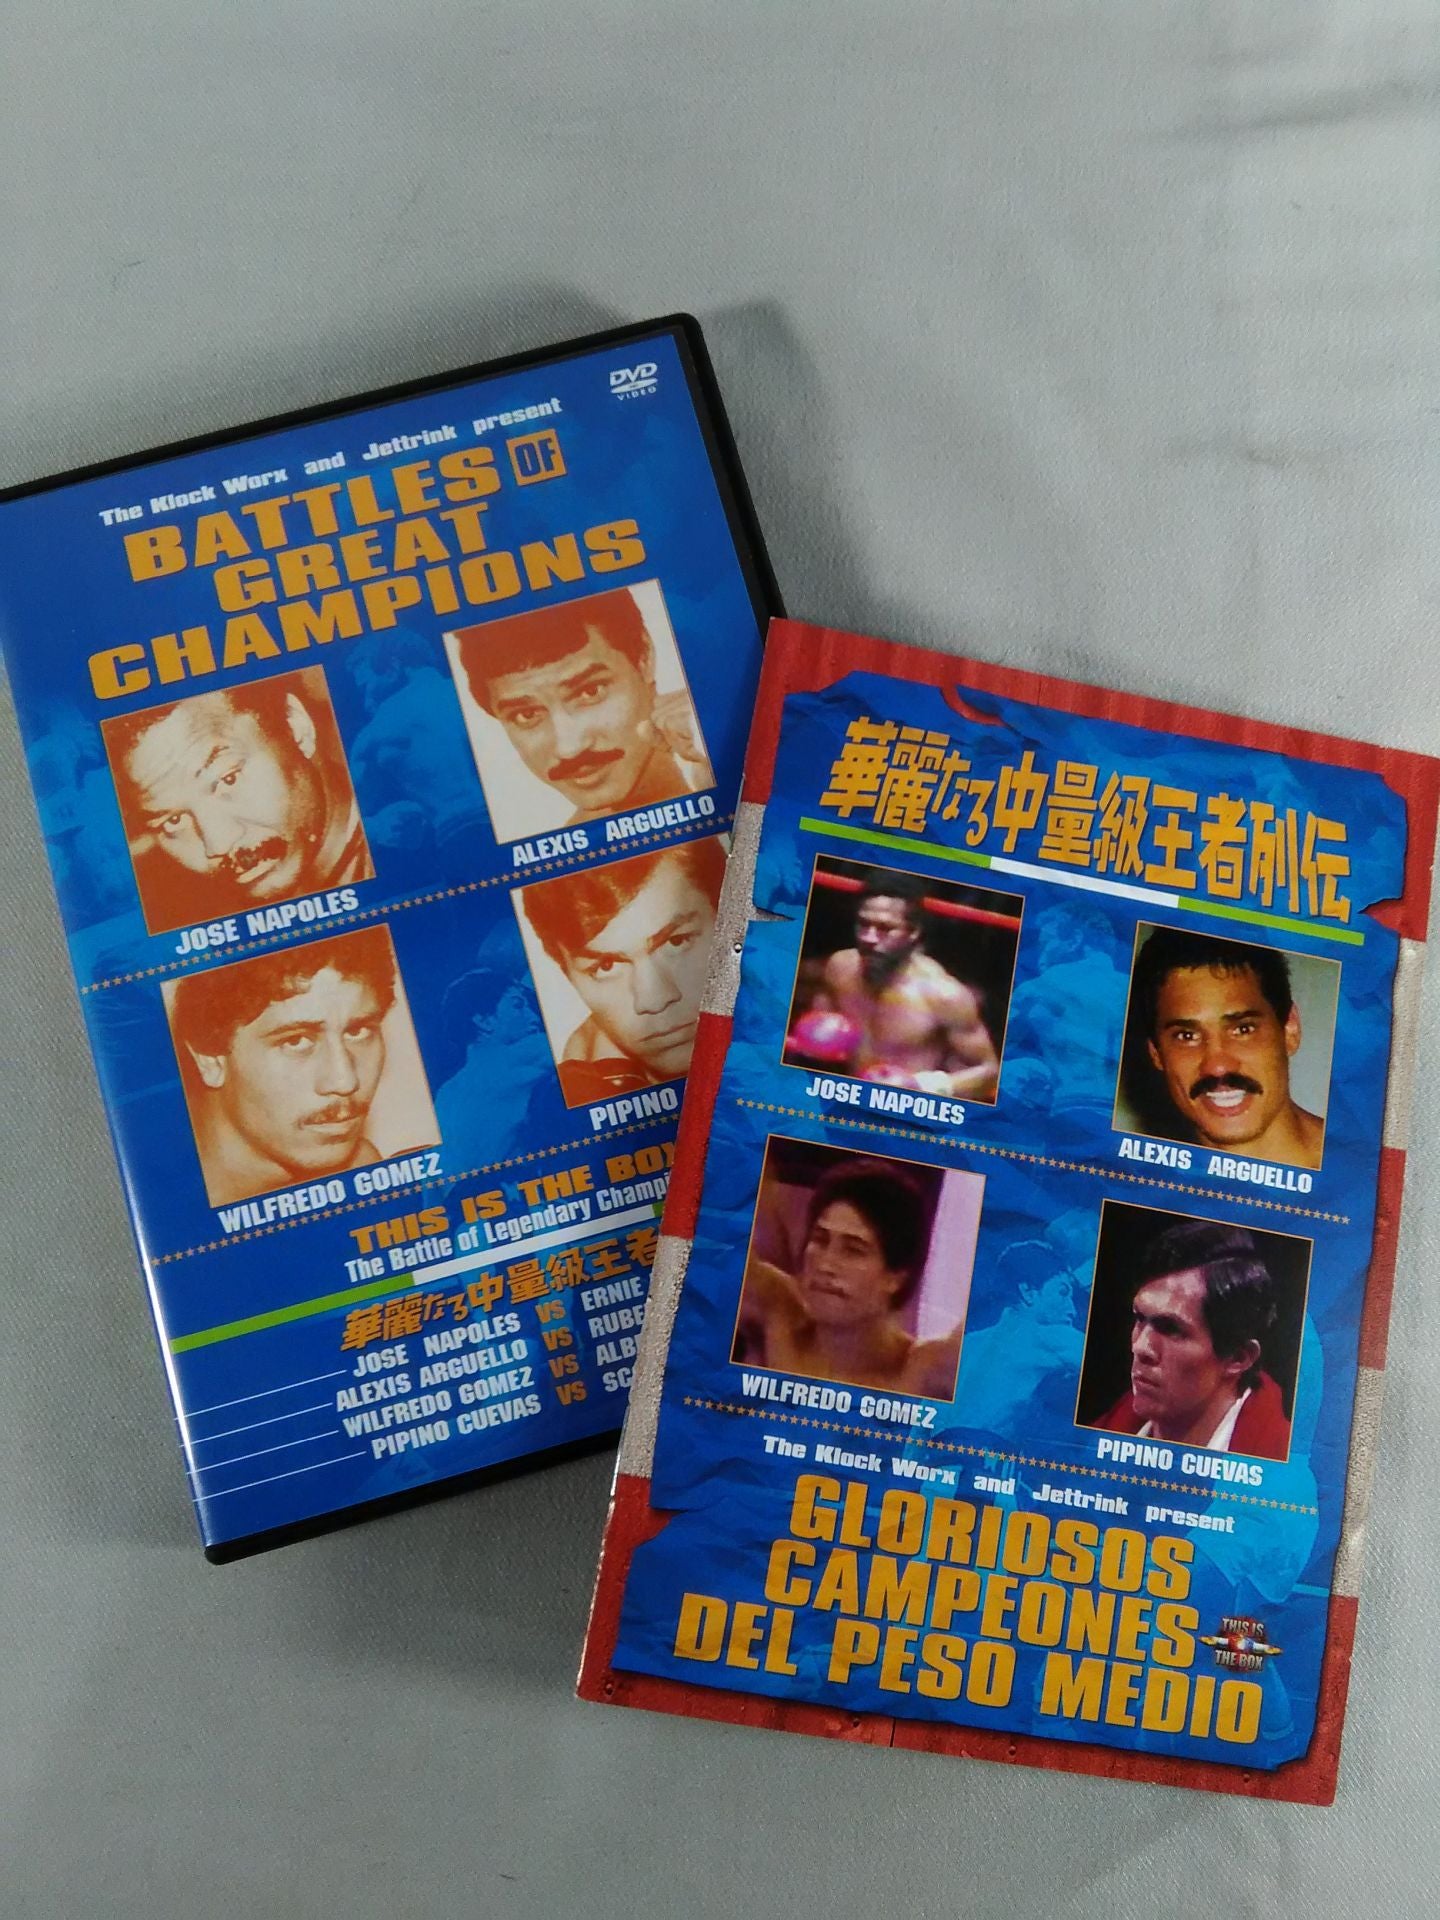 DVD
VIDEO
The Klock Worx and Jettrink present
BATTLES OF
GREAT
CHAMPIONS
JOSE NAPOLES
ALEXIS ARGUELLO
WILFREDO GOMEZ
PIPINO
THIS IS THE BOX
The Battle of Legendary
華麗なる中量級王者
JOSE NAPOLES VS ERNIE
ALEXIS ARGUELLO VS
WILFREDO GOMEZ VS
PIPINO CUEVAS VS
華麗なる中量級王者列伝
JOSE NAPOLES
ALEXIS ARGUELLO
WILFREDO GOMEZ
PIPINO CUEVAS
The Klock Worx and Jettrink present
GLORIOSOS
CAMPEONES
DEL PESO MEDIO
THIS IS
THE BOX